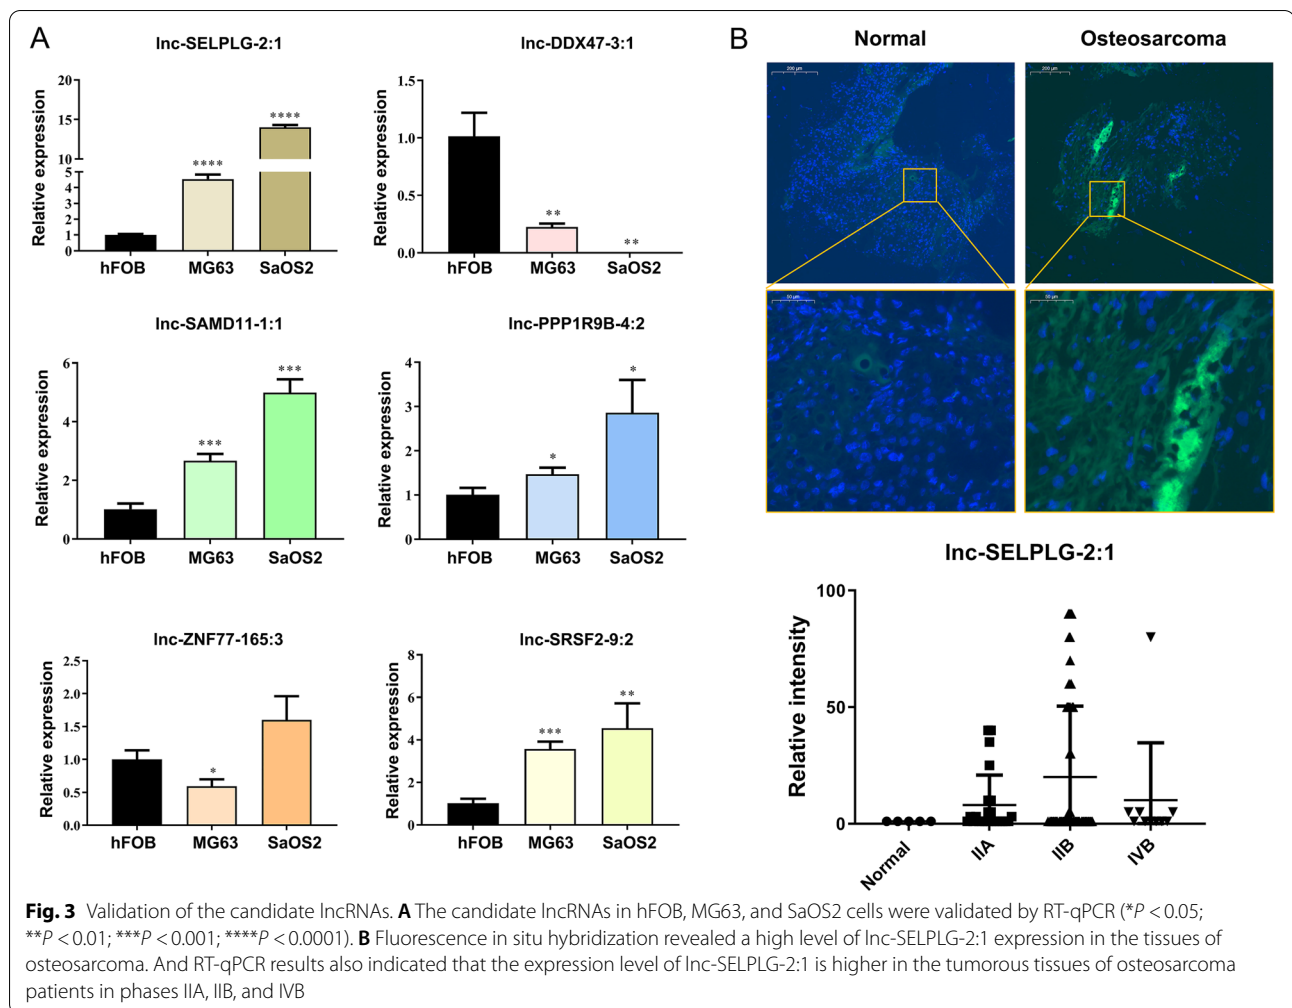 A
lnc-SELPLG-2:1
Relative expression
20
15
10
5
4
3
2
1
0
****
****
hFOB MG63 SaOS2
lnc-DDX47-3:1
Relative expression
1.5
1.0
0.5
0.0
**
**
hFOB MG63 SaOS2
lnc-SAMD11-1:1
Relative expression
6
4
2
0
***
***
hFOB MG63 SaOS2
lnc-PPP1R9B-4:2
Relative expression
4
3
2
1
0
*
*
hFOB MG63 SaOS2
lnc-ZNF77-165:3
Relative expression
2.5
2.0
1.5
1.0
0.5
0.0
*
hFOB MG63 SaOS2
lnc-SRSF2-9:2
Relative expression
8
6
4
2
0
***
**
hFOB MG63 SaOS2
B
Normal Osteosarcoma
200 μm 200 μm
50 μm 50 μm
lnc-SELPLG-2:1
Relative intensity
100
50
0
Normal IIA IIB IVB
Fig. 3 Validation of the candidate lncRNAs. A The candidate lncRNAs in hFOB, MG63, and SaOS2 cells were validated by RT-qPCR (*P < 0.05;
**P < 0.01; ***P < 0.001; ****P < 0.0001). B Fluorescence in situ hybridization revealed a high level of lnc-SELPLG-2:1 expression in the tissues of
osteosarcoma. And RT-qPCR results also indicated that the expression level of lnc-SELPLG-2:1 is higher in the tumorous tissues of osteosarcoma
patients in phases IIA, IIB, and IVB